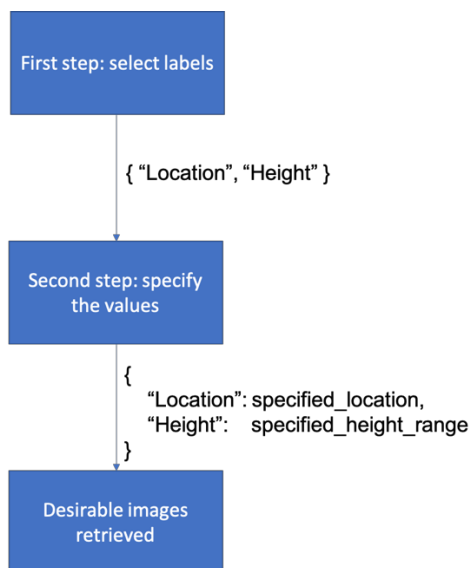 First step: select labels
{ “Location”, “Height” }
Second step: specify
the values
{
“Location”: specified_location,
“Height”: specified_height_range
}
Desirable images
retrieved